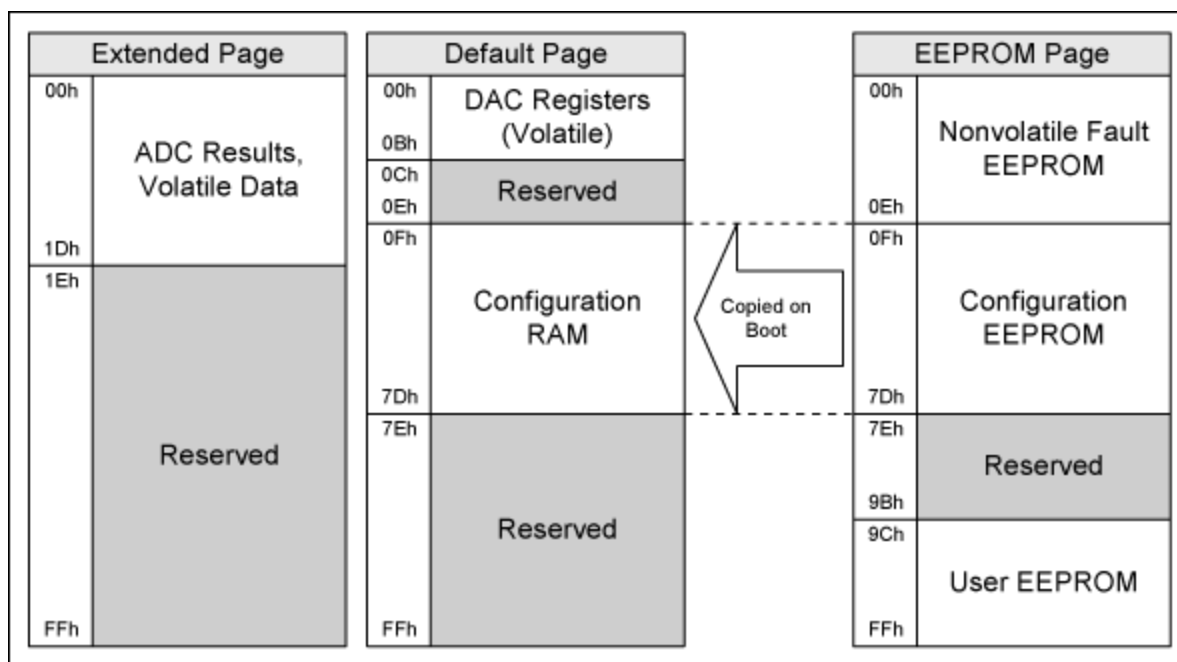 Extended Page
00h
ADC Results,
Volatile Data
1Dh
1Eh
Reserved
FFh
Default Page
00h
DAC Registers
(Volatile)
0Bh
0Ch
Reserved
0Eh
0Fh
Configuration
RAM
7Dh
7Eh
Reserved
FFh
Copied on
Boot
EEPROM Page
00h
Nonvolatile Fault
EEPROM
0Eh
0Fh
Configuration
EEPROM
7Dh
7Eh
Reserved
9Bh
9Ch
User EEPROM
FFh